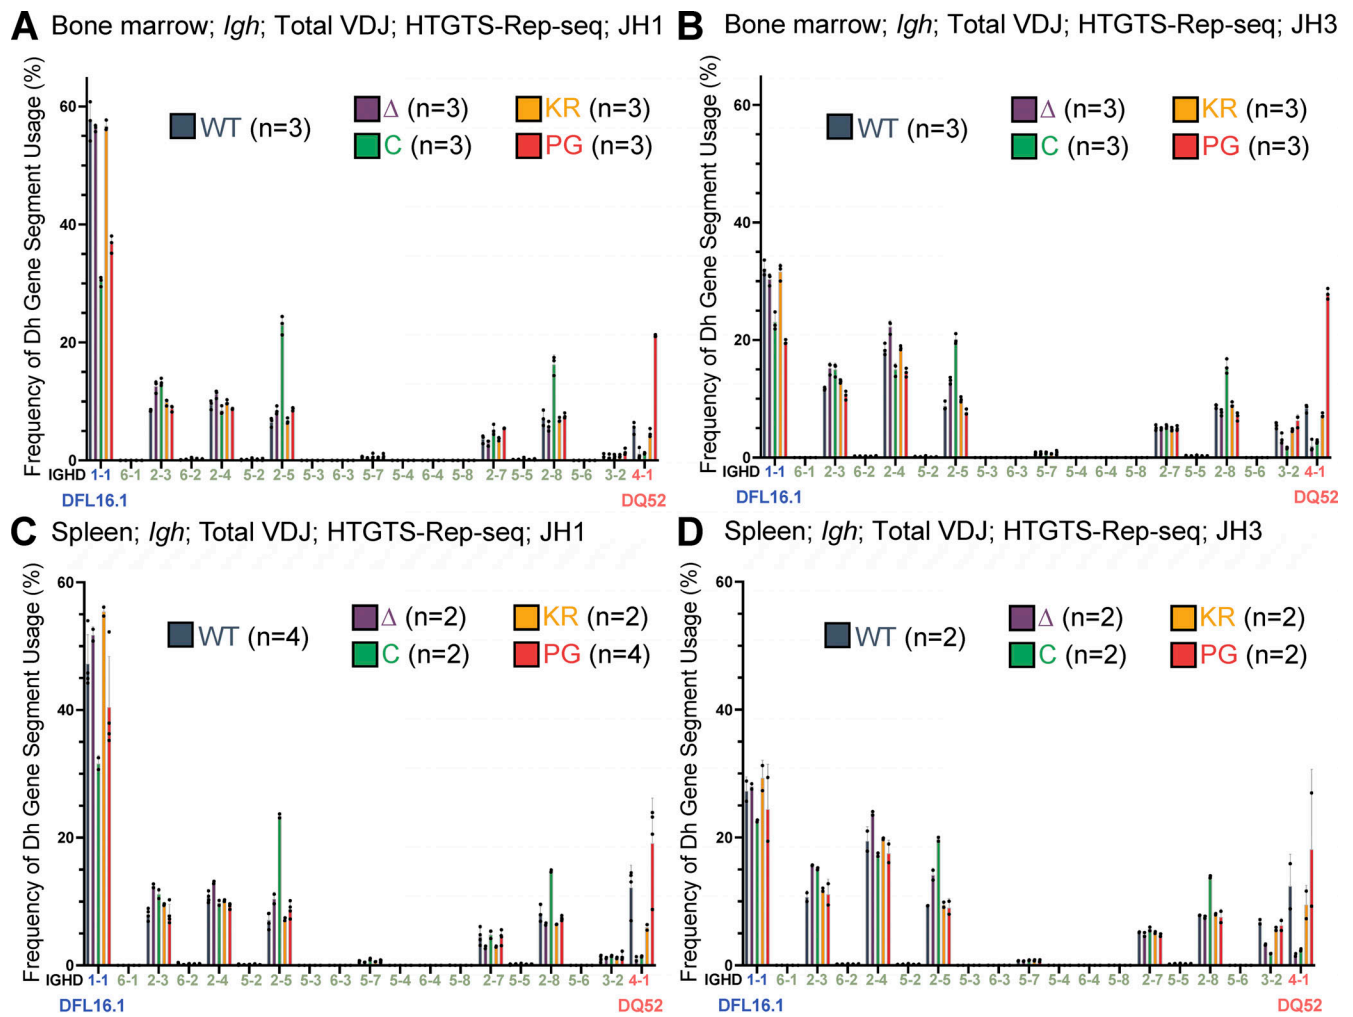 A Bone marrow; Igh; Total VDJ; HTGTS-Rep-seq; JH1
Frequency of Dh Gene Segment Usage (%)
60
40
20
0
WT (n=3)
Δ (n=3)
KR (n=3)
C (n=3)
PG (n=3)
IGHD 1-1 6-1 2-3 6-2 2-4 5-2 2-5 5-3 6-3 5-7 5-4 6-4 5-8 2-7 5-5 2-8 5-6 3-2 4-1
DFL16.1 DQ52
B Bone marrow; Igh; Total VDJ; HTGTS-Rep-seq; JH3
Frequency of Dh Gene Segment Usage (%)
60
40
20
0
WT (n=3)
Δ (n=3)
KR (n=3)
C (n=3)
PG (n=3)
IGHD 1-1 6-1 2-3 6-2 2-4 5-2 2-5 5-3 6-3 5-7 5-4 6-4 5-8 2-7 5-5 2-8 5-6 3-2 4-1
DFL16.1 DQ52
C Spleen; Igh; Total VDJ; HTGTS-Rep-seq; JH1
Frequency of Dh Gene Segment Usage (%)
60
40
20
0
WT (n=4)
Δ (n=2)
KR (n=2)
C (n=2)
PG (n=4)
IGHD 1-1 6-1 2-3 6-2 2-4 5-2 2-5 5-3 6-3 5-7 5-4 6-4 5-8 2-7 5-5 2-8 5-6 3-2 4-1
DFL16.1 DQ52
D Spleen; Igh; Total VDJ; HTGTS-Rep-seq; JH3
Frequency of Dh Gene Segment Usage (%)
60
40
20
0
WT (n=2)
Δ (n=2)
KR (n=2)
C (n=2)
PG (n=2)
IGHD 1-1 6-1 2-3 6-2 2-4 5-2 2-5 5-3 6-3 5-7 5-4 6-4 5-8 2-7 5-5 2-8 5-6 3-2 4-1
DFL16.1 DQ52